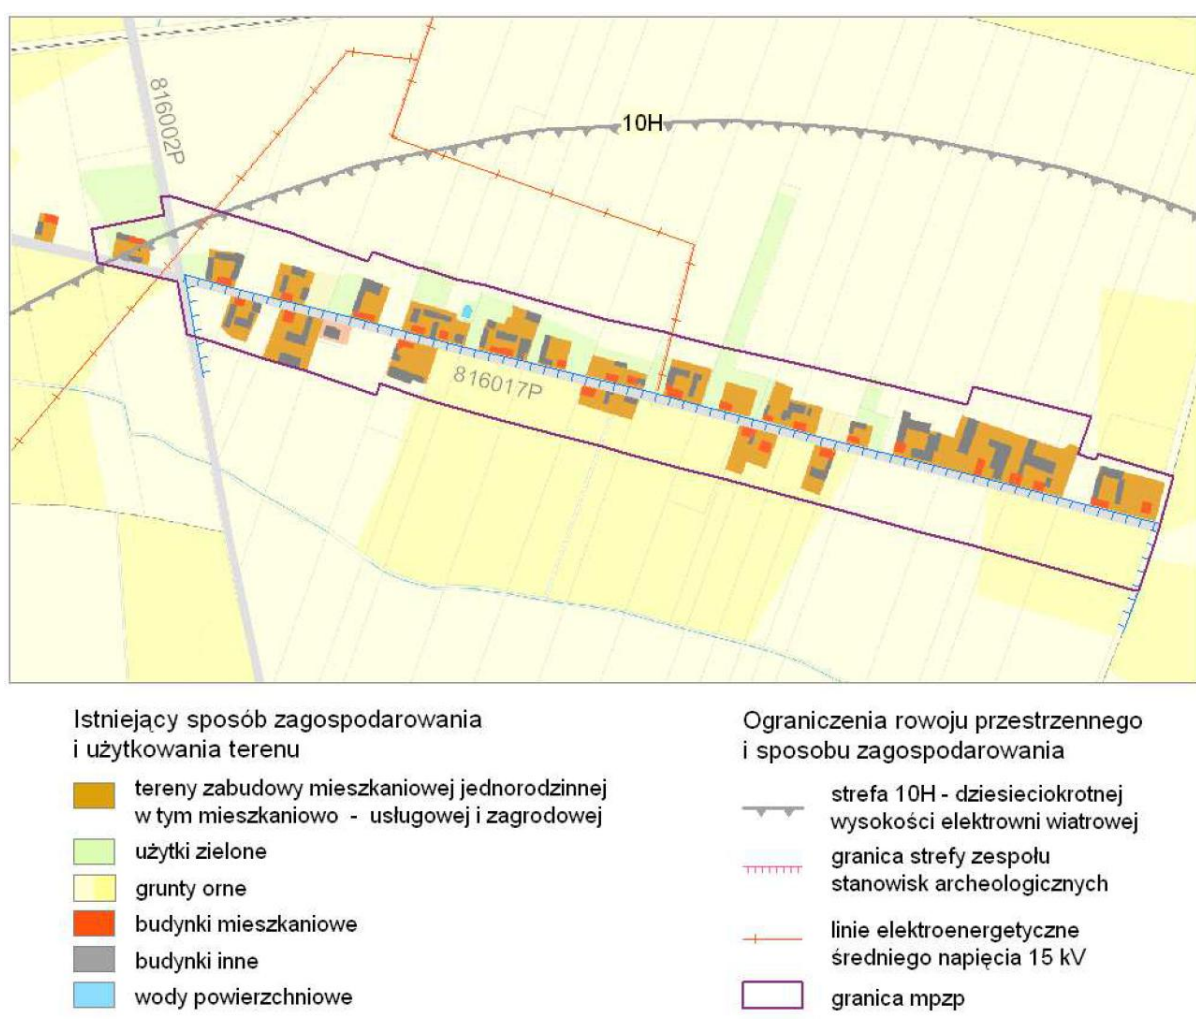 816002P
10H
816017P
Istniejący sposób zagospodarowania
i użytkowania terenu
tereny zabudowy mieszkaniowej jednorodzinnej
w tym mieszkaniowo - usługowej i zagrodowej
użytki zielone
grunty orne
budynki mieszkaniowe
budynki inne
wody powierzchniowe
Ograniczenia rowoju przestrzennego
i sposobu zagospodarowania
strefa 10H - dziesieciokrotnej
wysokości elektrowni wiatrowej
granica strefy zespołu
stanowisk archeologicznych
linie elektroenergetyczne
średniego napięcia 15 kV
granica mpzp